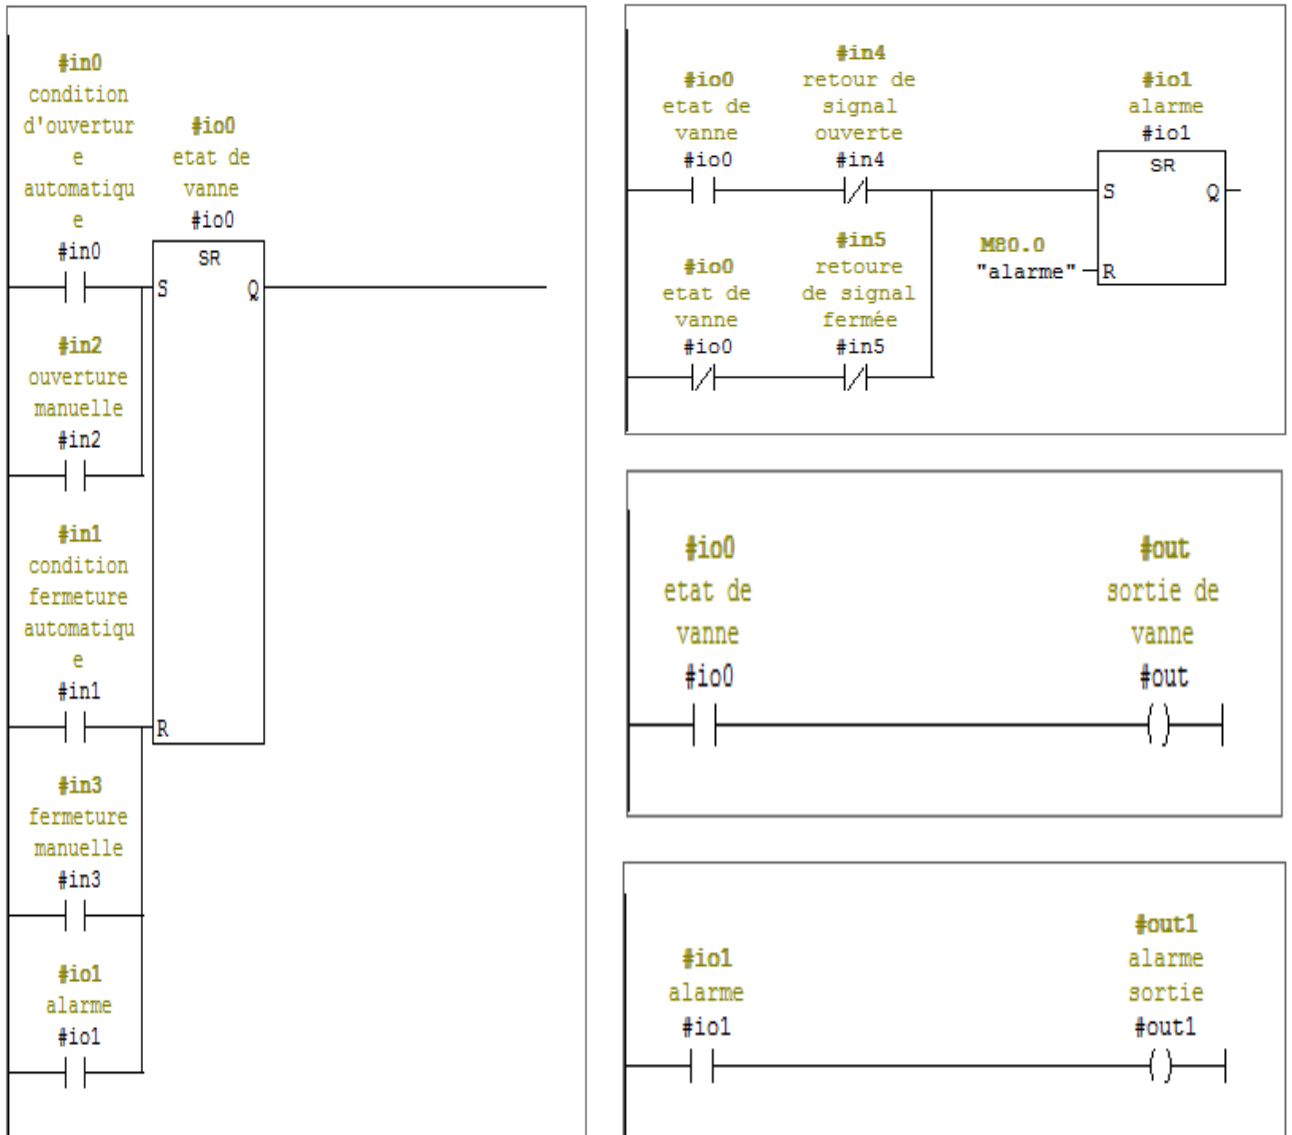 #in0
condition
d'ouvertur
e
automatiqu
e
#in0
#io0
etat de
vanne
#io0
SR
S
Q
#in2
ouverture
manuelle
#in2
#in1
condition
fermeture
automatiqu
e
#in1
R
#in3
fermeture
manuelle
#in3
#io1
alarme
#io1
#io0
etat de
vanne
#io0
#in4
retour de
signal
ouverte
#in4
#io1
alarme
#io1
SR
S
Q
#io0
etat de
vanne
#io0
#in5
retoure
de signal
fermée
#in5
M80.0
"alarme"
R
#io0
etat de
vanne
#io0
#out
sortie de
vanne
#out
#io1
alarme
#io1
#out1
alarme
sortie
#out1